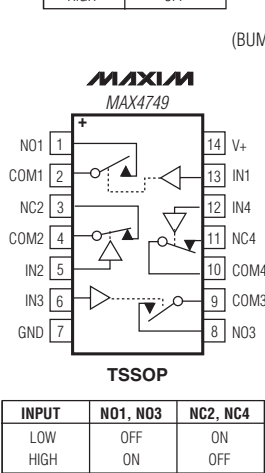 HIGH OFF
(BUM
MAXIM
MAX4749
+
NO1 1 14 V+
COM1 2 13 IN1
NC2 3 12 IN4
COM2 4 11 NC4
IN2 5 10 COM4
IN3 6 9 COM3
GND 7 8 NO3
TSSOP
INPUT NO1, NO3 NC2, NC4
LOW OFF ON
HIGH ON OFF